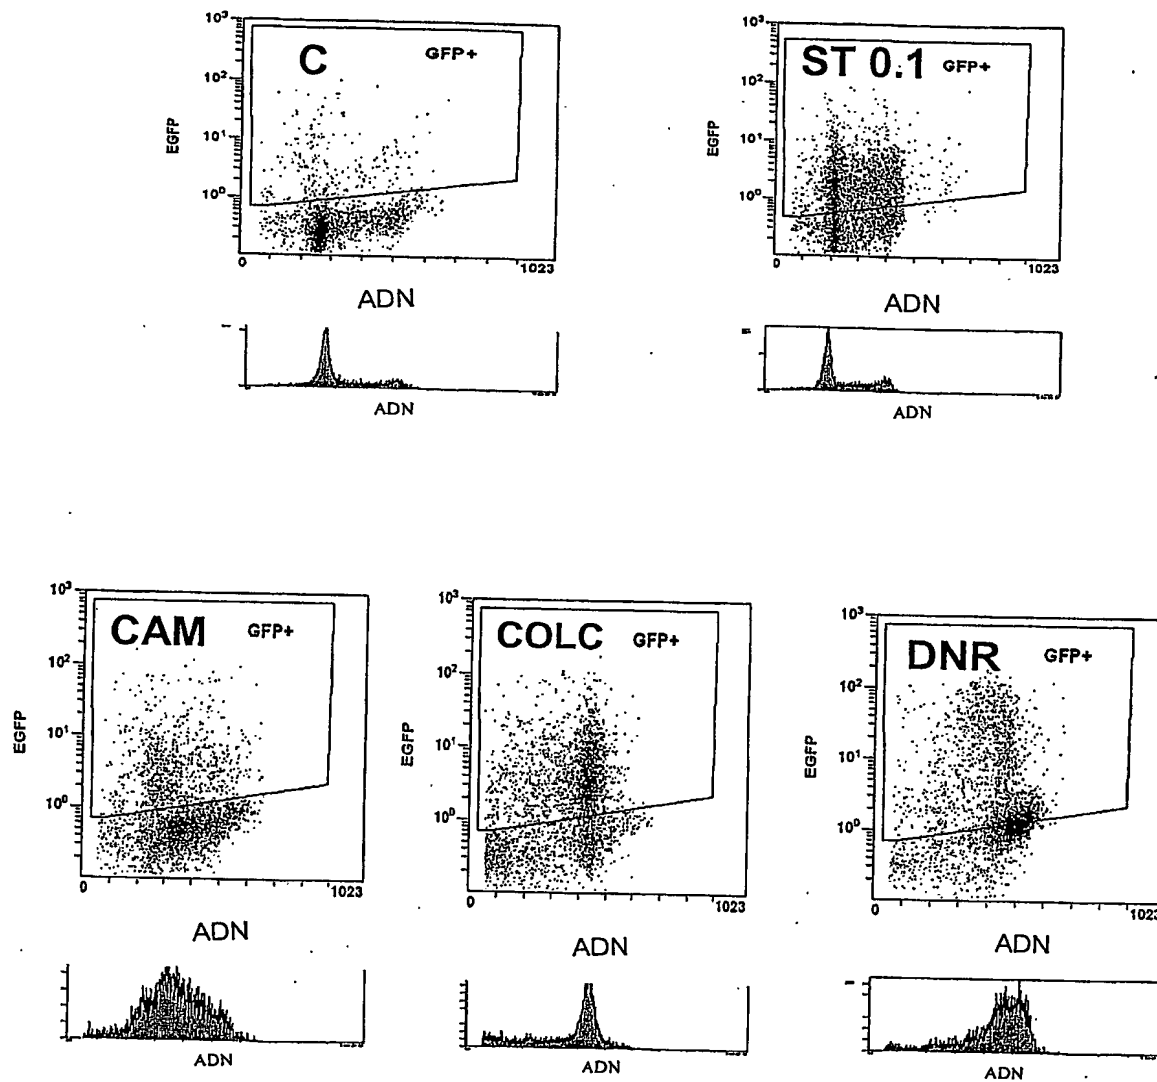 10³
C GFP+
10²
EGFP
10¹
10⁰
0 1023
ADN
ADN
10³
ST 0.1 GFP+
10²
EGFP
10¹
10⁰
0 1023
ADN
ADN
10³
CAM GFP+
10²
EGFP
10¹
10⁰
0 1023
ADN
ADN
10³
COLC GFP+
10²
EGFP
10¹
10⁰
0 1023
ADN
ADN
10³
DNR GFP+
10²
EGFP
10¹
10⁰
0 1023
ADN
ADN